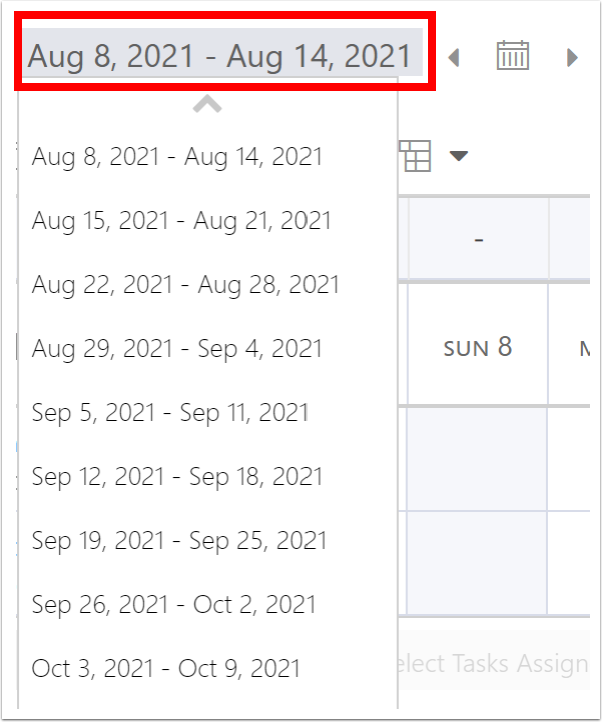 Aug 8, 2021 - Aug 14, 2021
Aug 8, 2021 - Aug 14, 2021
Aug 15, 2021 - Aug 21, 2021
-
Aug 22, 2021 - Aug 28, 2021
Aug 29, 2021 - Sep 4, 2021
SUN 8
Sep 5, 2021 - Sep 11, 2021
Sep 12, 2021 - Sep 18, 2021
Sep 19, 2021 - Sep 25, 2021
Sep 26, 2021 - Oct 2, 2021
Oct 3, 2021 - Oct 9, 2021
elect Tasks Assign